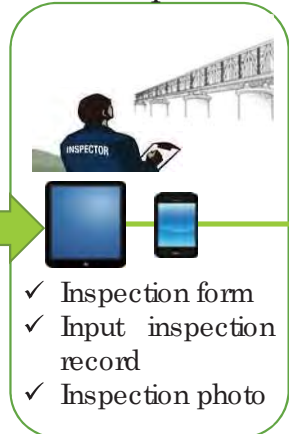 INSPECTOR
✓ Inspection form
✓ Input inspection
record
✓ Inspection photo